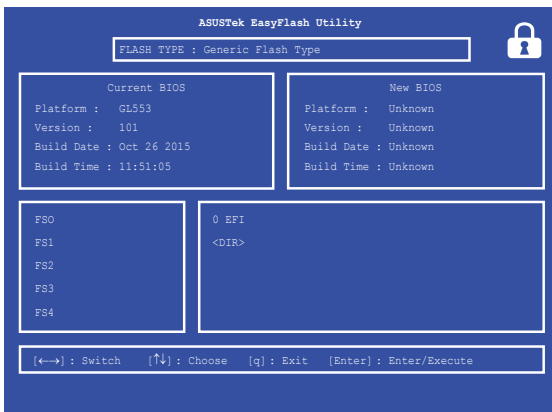 ASUSTek EasyFlash Utility
FLASH TYPE : Generic Flash Type
Current BIOS
Platform : GL553
Version : 101
Build Date : Oct 26 2015
Build Time : 11:51:05
New BIOS
Platform : Unknown
Version : Unknown
Build Date : Unknown
Build Time : Unknown
FS0
FS1
FS2
FS3
FS4
0 EFI
<DIR>
[←→] : Switch [↑↓] : Choose [q] : Exit [Enter] : Enter/Execute